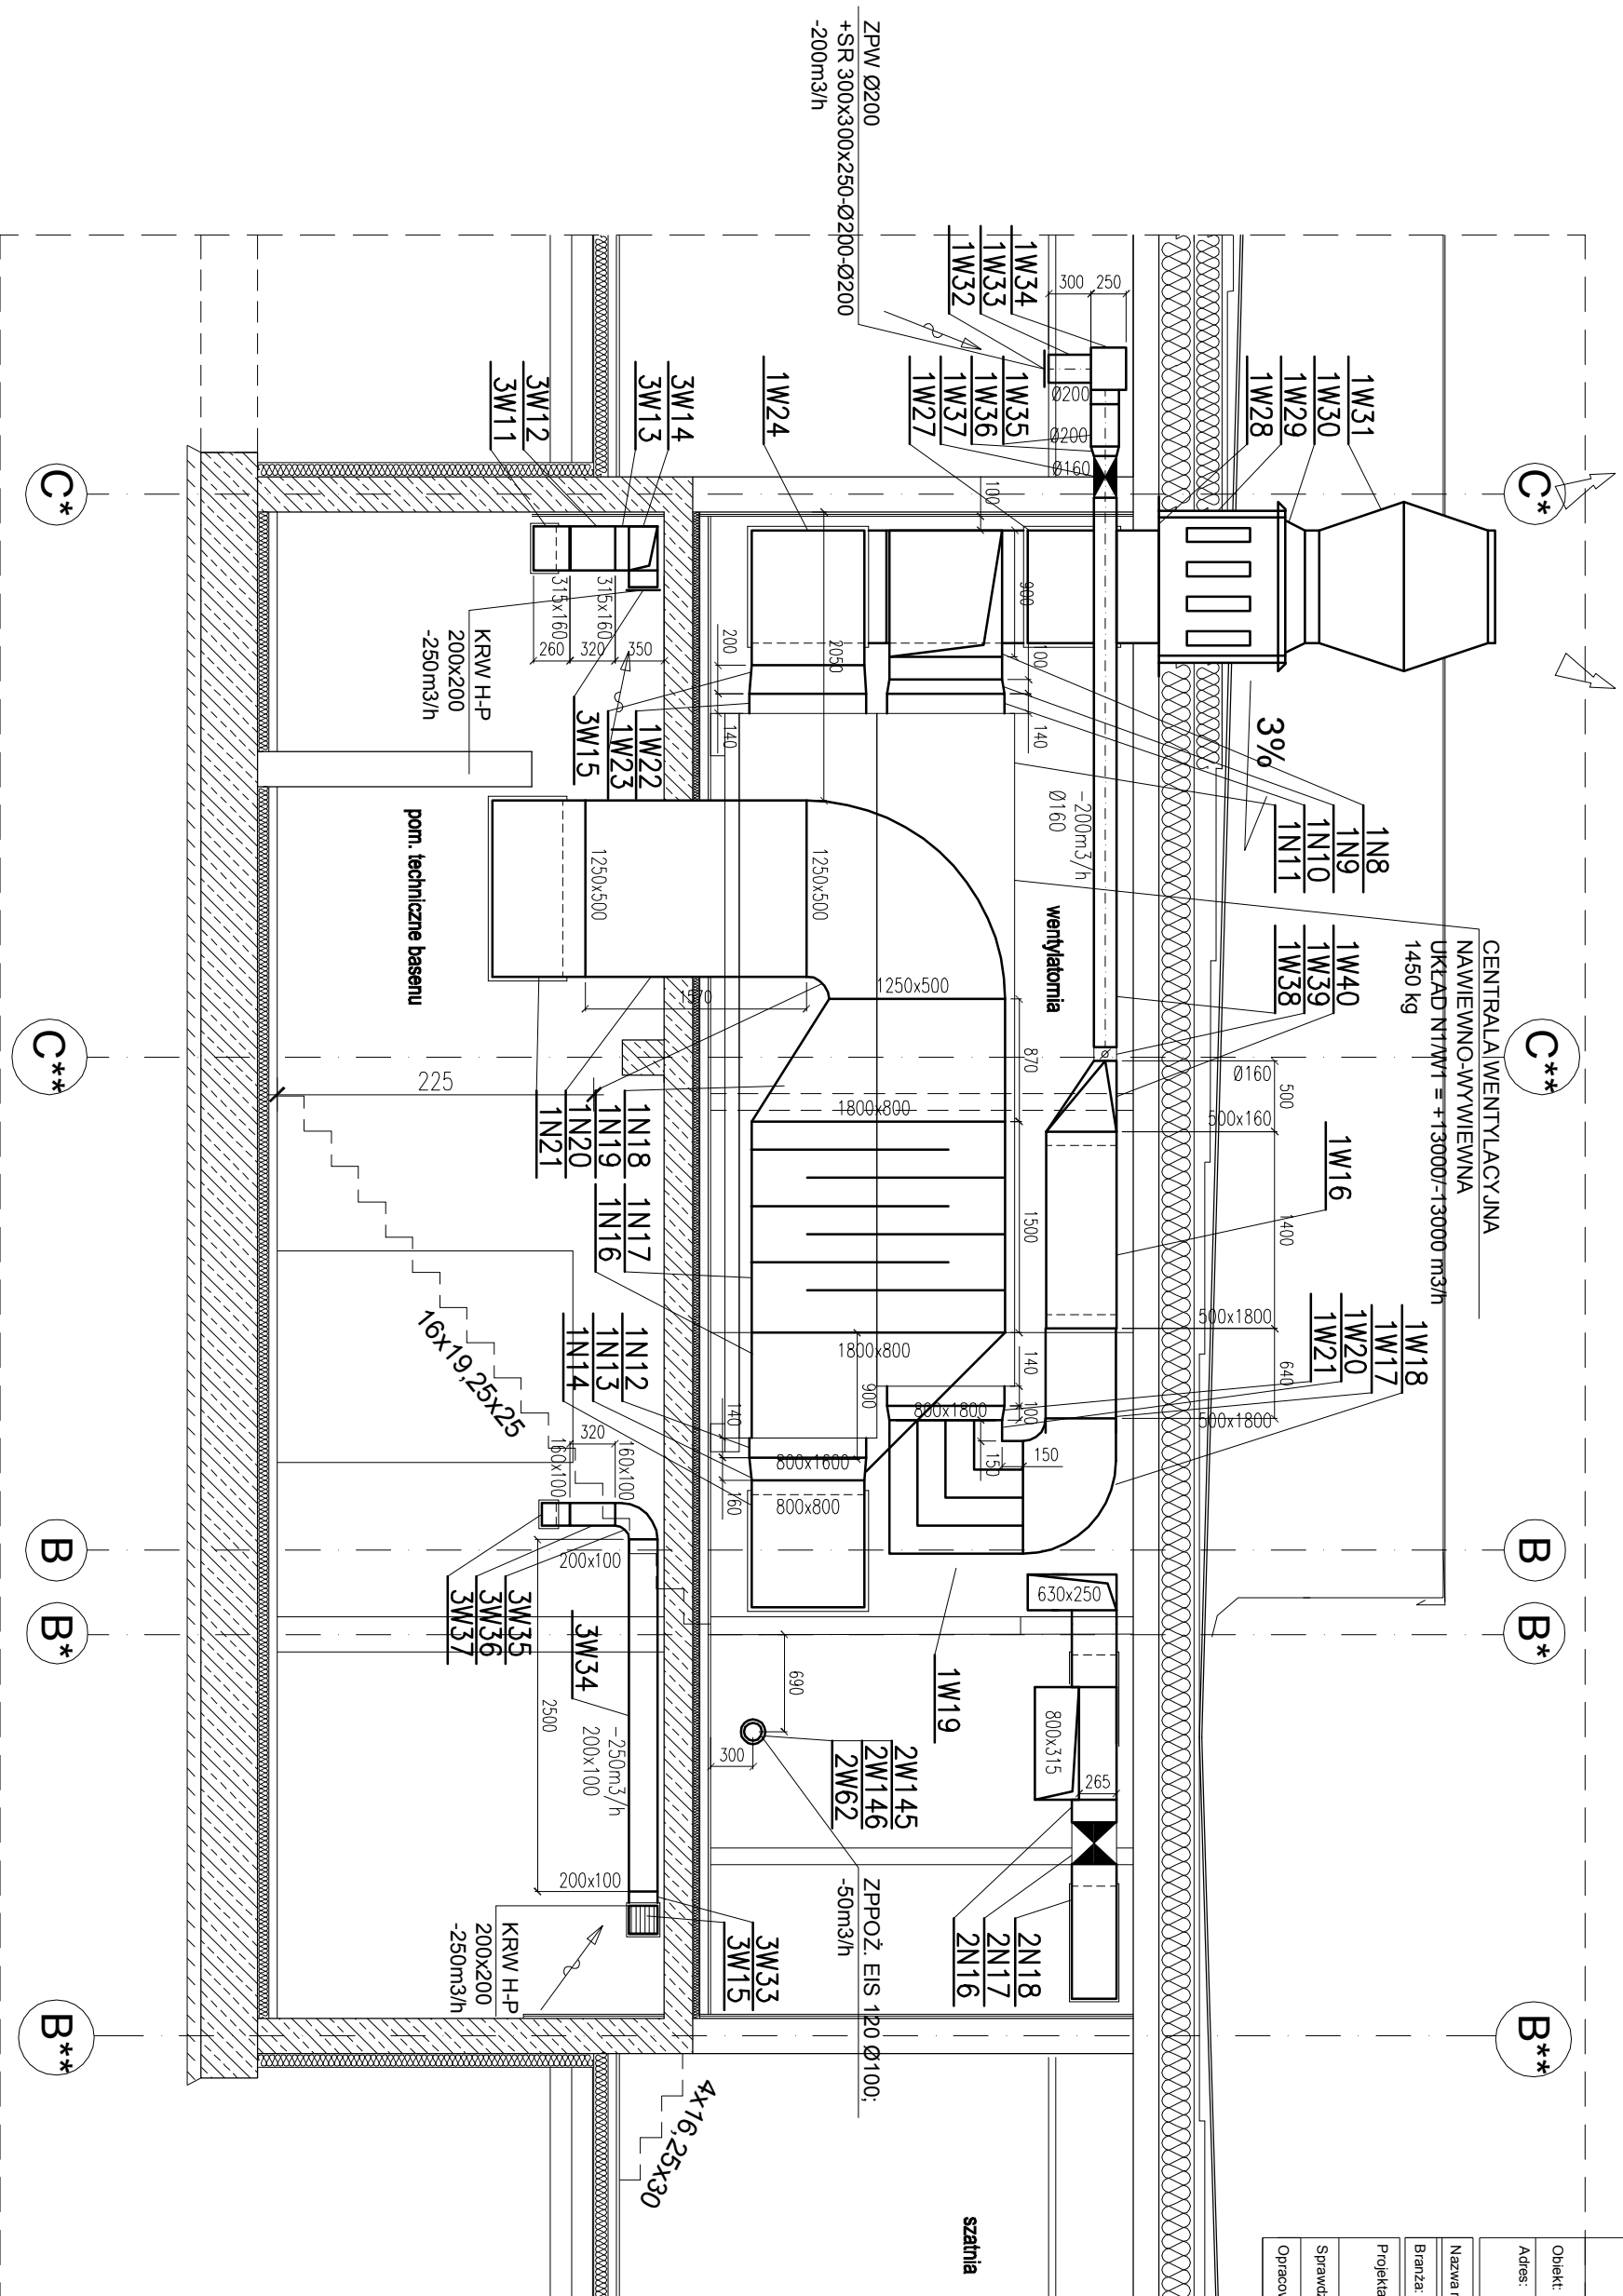 ZPW Ø200
+SR 300x300x250-Ø200-Ø200
-200m3/h
C*
C**
B
B*
B**
1W31
1W30
1W29
1W28
1W34
1W33
1W32
300
250
Ø200
Ø200
Ø160
1W35
1W36
1W37
1W27
1W24
100
900
100
140
2050
200
140
3%
1N8
1N9
1N10
1N11
CENTRALA WENTYLACYJNA
NAWIEWNO-WYWIEWNA
UKŁAD N1/W1 = +13000/-13000 m3/h
1450 kg
-200m3/h
Ø160
wentylatornia
1W40
1W39
1W38
Ø160
500
500x160
1400
1W16
500x1800
640
500x1800
1W18
1W17
1W20
1W21
1250x500
1250x500
1250x500
1570
870
1800x800
1500
1800x800
140
100
900
800x1800
150
150
140
800x1600
160
800x800
1W19
630x250
800x315
265
690
300
2W145
2W146
2W62
ZPPOŻ. EIS 120 Ø100;
-50m3/h
2N18
2N17
2N16
3W14
3W13
3W12
3W11
315x160
315x160
260
320
350
KRW H-P
200x200
-250m3/h
3W15
1W22
1W23
pom. techniczne basenu
225
1N18
1N19
1N20
1N21
1N17
1N16
1N12
1N13
1N14
16x19,25x25
320
160x100
160x100
200x100
3W35
3W36
3W37
3W34
2500
-250m3/h
200x100
200x100
KRW H-P
200x200
-250m3/h
3W33
3W15
4x16,25x30
szatnia
C*
C**
B
B*
B**
Obiekt:
Adres:
Nazwa r
Branża:
Projekta
Sprawdz
Opracov